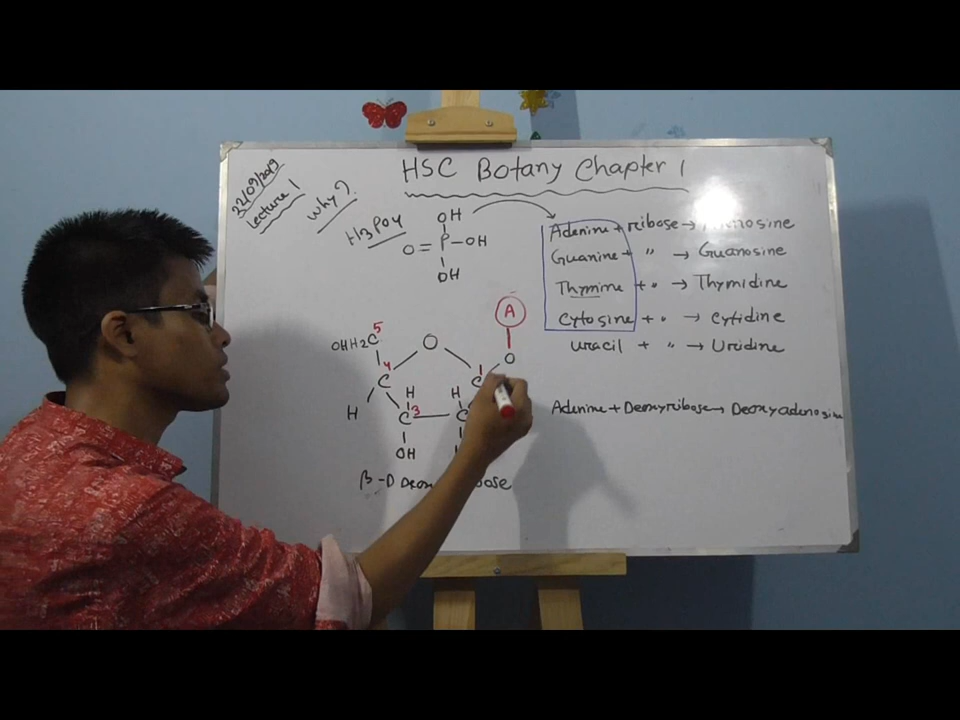 HSC Botany Chapter 1
32/09/2019
Lecture 1
Why?
H3PO4
OH
O=P-OH
OH
Adenine + ribose →
Guanine + " → Guanosine
Thymine + " → Thymidine
Cytosine + " → Cytidine
Uracil + " → Uridine
Adenine + Deoxyribose → Deoxyadenosine
A
O
OHH2C 5
O
C 4
C
H
H
H
C 3
C
OH
β-D